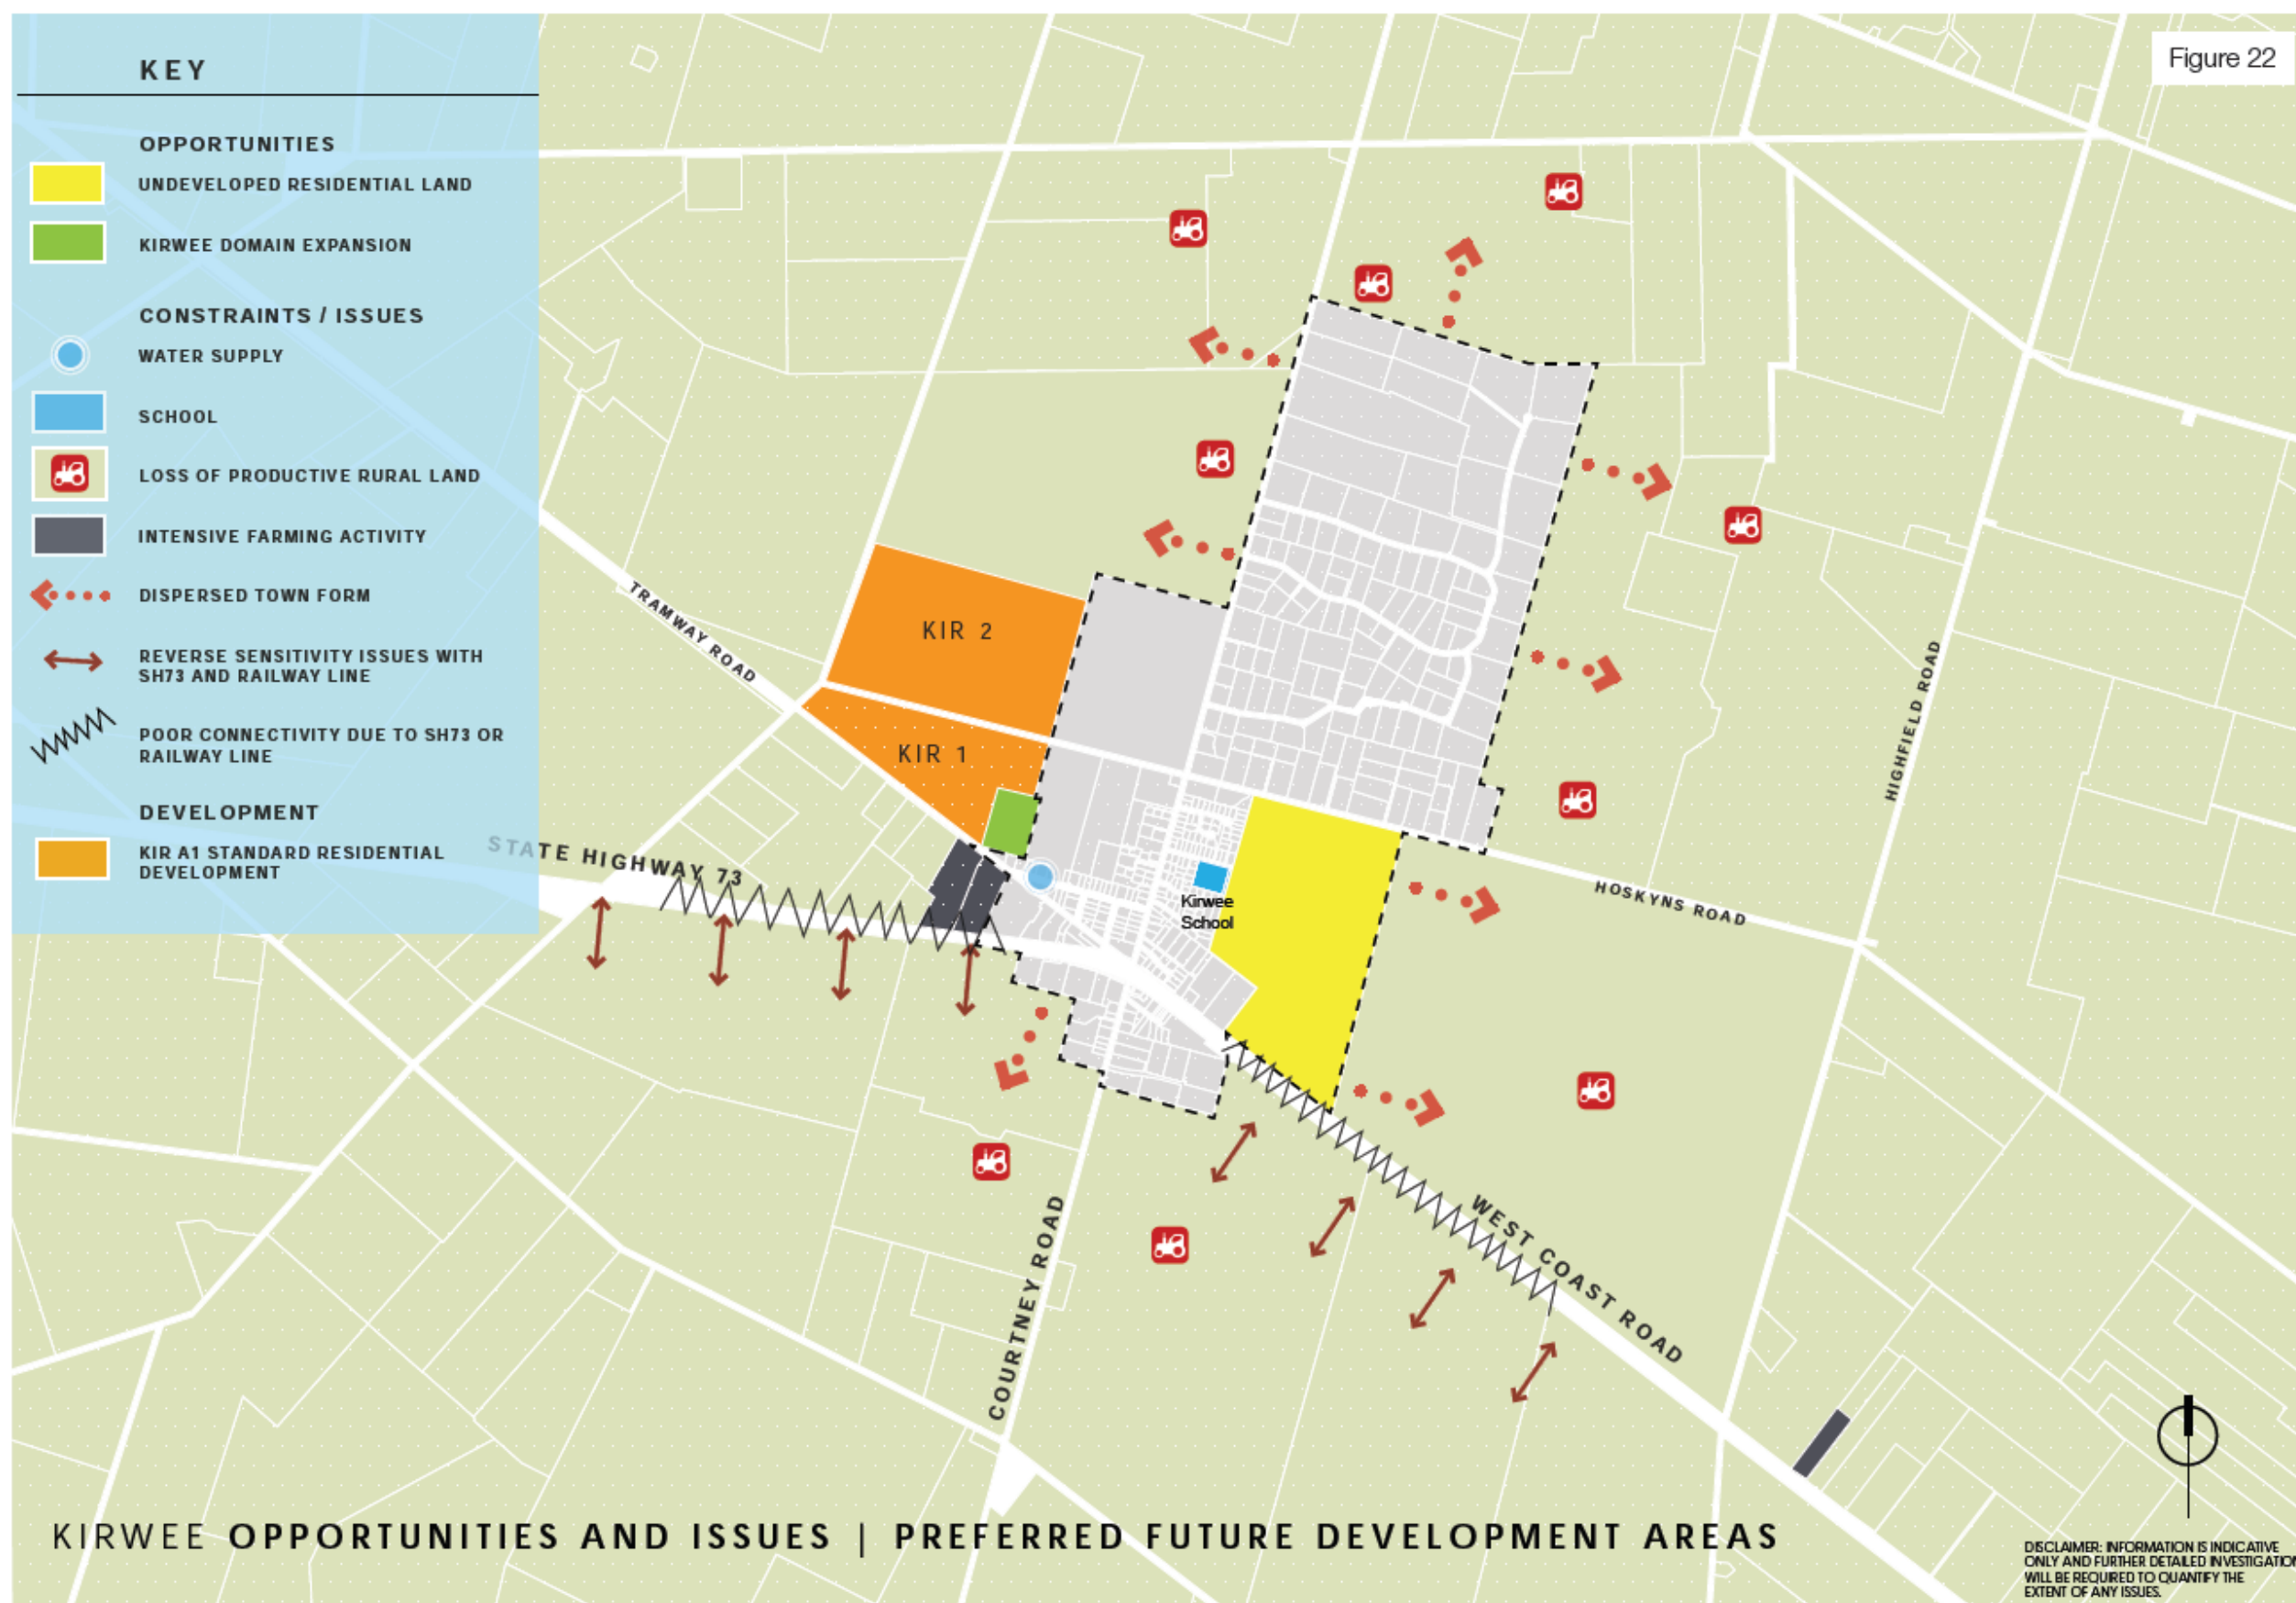 Figure 22
KEY
OPPORTUNITIES
UNDEVELOPED RESIDENTIAL LAND
KIRWEE DOMAIN EXPANSION
CONSTRAINTS / ISSUES
WATER SUPPLY
SCHOOL
LOSS OF PRODUCTIVE RURAL LAND
INTENSIVE FARMING ACTIVITY
DISPERSED TOWN FORM
REVERSE SENSITIVITY ISSUES WITH
SH73 AND RAILWAY LINE
POOR CONNECTIVITY DUE TO SH73 OR
RAILWAY LINE
DEVELOPMENT
KIR A1 STANDARD RESIDENTIAL
DEVELOPMENT
TRAMWAY ROAD
KIR 2
KIR 1
STATE HIGHWAY 73
Kirwee
School
HOSKYNS ROAD
HIGHFIELD ROAD
COURTNEY ROAD
WEST COAST ROAD
KIRWEE OPPORTUNITIES AND ISSUES | PREFERRED FUTURE DEVELOPMENT AREAS
DISCLAIMER: INFORMATION IS INDICATIVE
ONLY AND FURTHER DETAILED INVESTIGATION
WILL BE REQUIRED TO QUANTIFY THE
EXTENT OF ANY ISSUES.